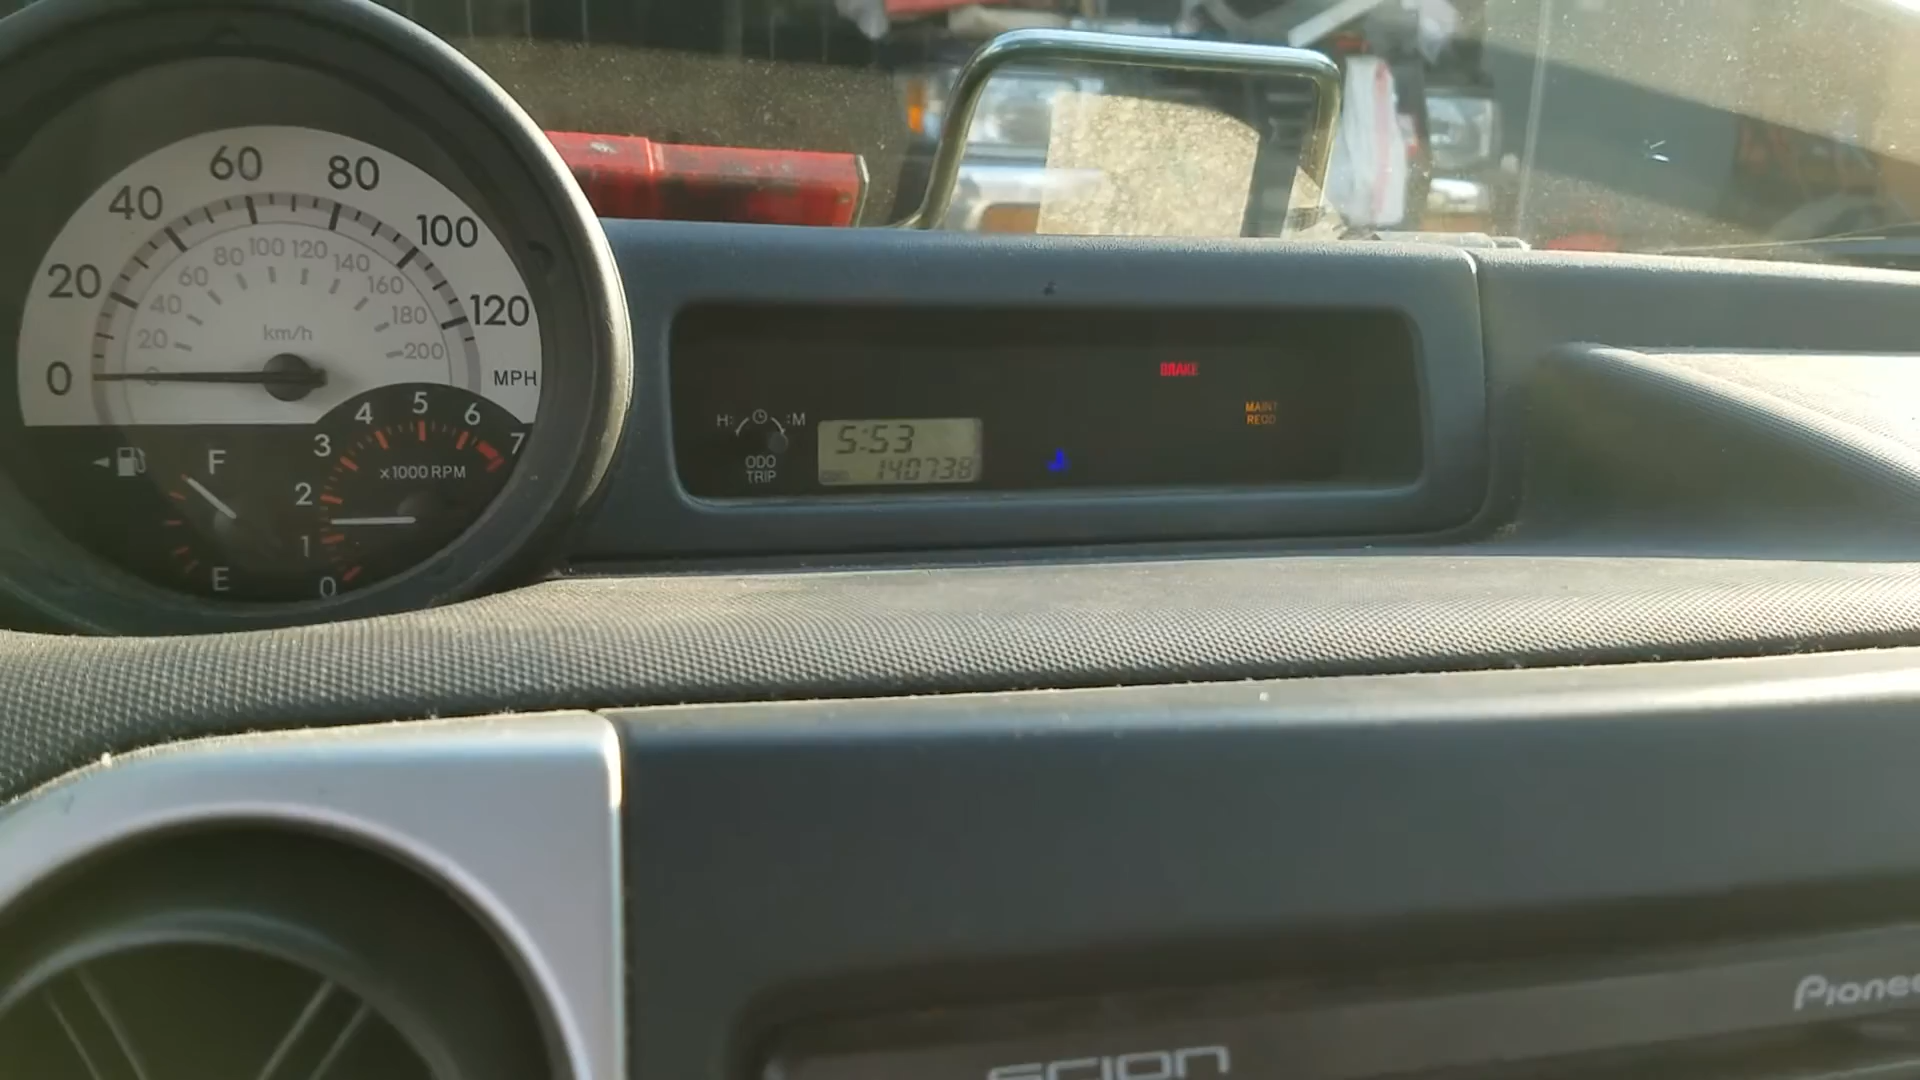 0 20 40 60 80 100 120
MPH
20 40 60 80 100 120 140 160 180 200
km/h
F
E
0 1 2 3 4 5 6 7
x1000 RPM
H: :M
ODO
TRIP
5:53
140738
BRAKE
MAINT
REQD
Pioneer
SCION